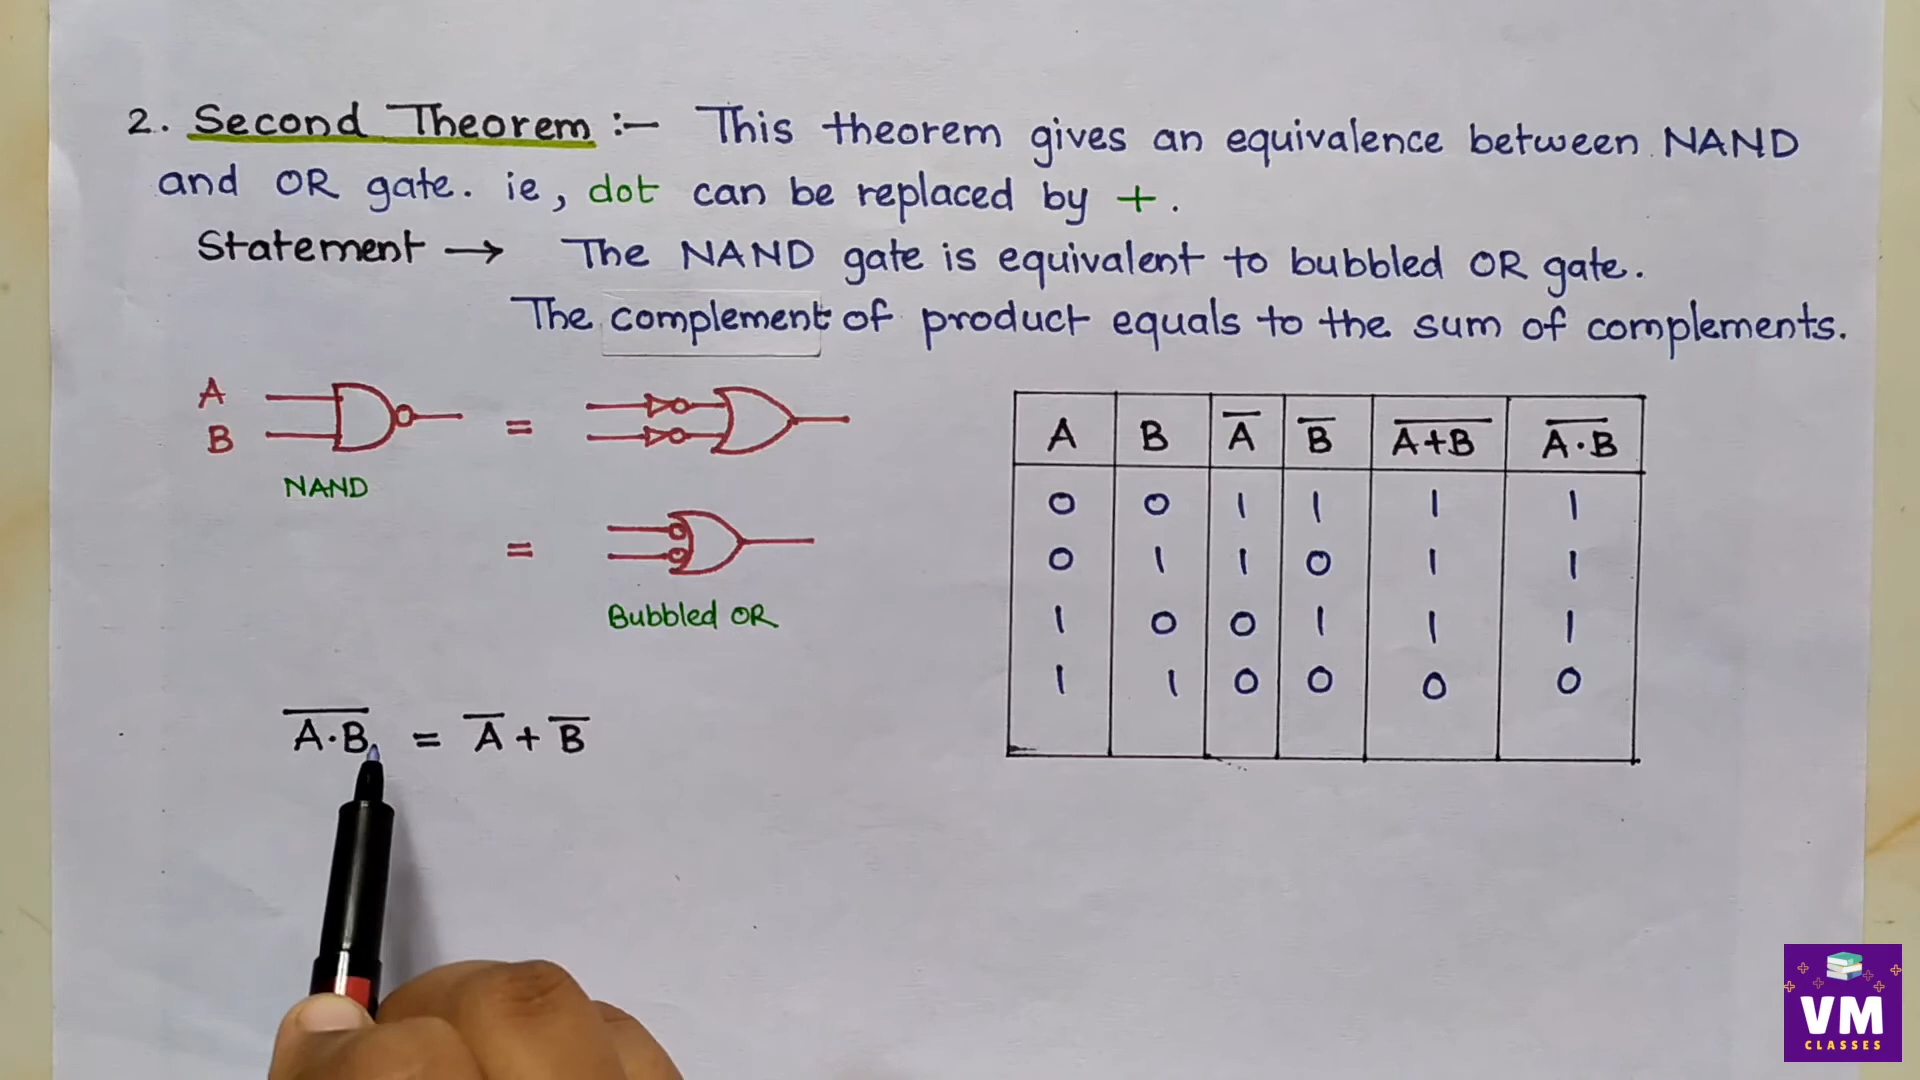 2. Second Theorem :- This theorem gives an equivalence between NAND
and OR gate. ie, dot can be replaced by +.
Statement → The NAND gate is equivalent to bubbled OR gate.
The complement of product equals to the sum of complements.
A
B
NAND
=
=
Bubbled OR
A̅·̅B̅ = A̅ + B̅
A B A̅ B̅ A̅+̅B̅ A̅·̅B̅
0 0 1 1 1 1
0 1 1 0 1 1
1 0 0 1 1 1
1 1 0 0 0 0
VM
CLASSES